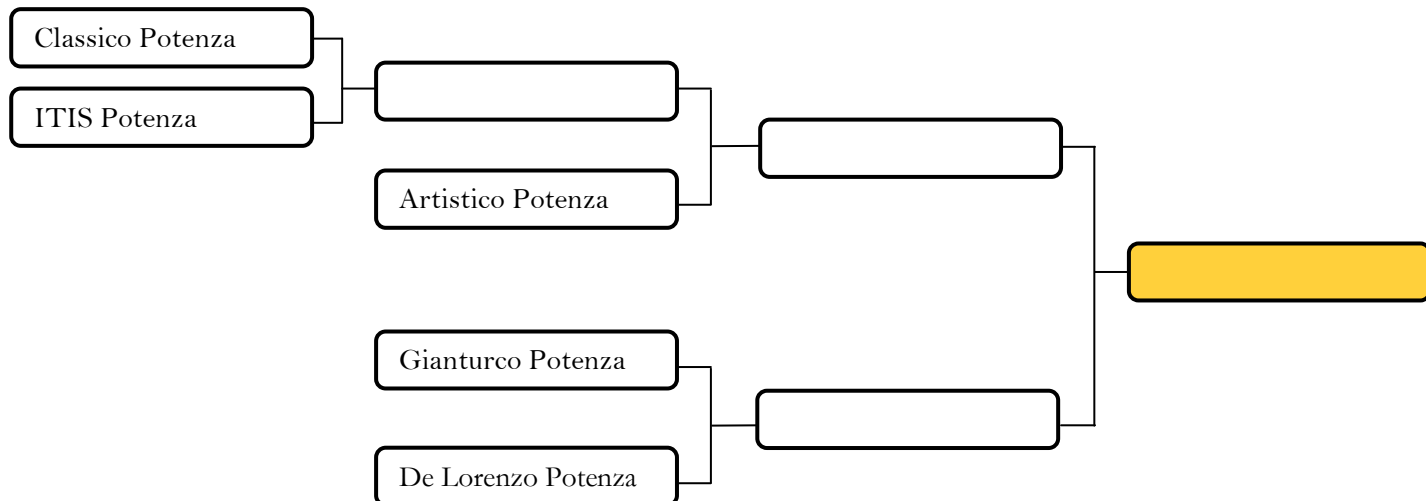 Classico Potenza
ITIS Potenza
Artistico Potenza
Gianturco Potenza
De Lorenzo Potenza